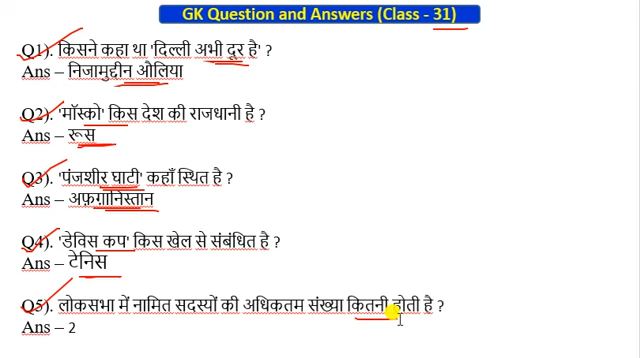 GK Question and Answers (Class - 31)
Q1). किसने कहा था 'दिल्ली अभी दूर है' ?
Ans – निजामुद्दीन औलिया
Q2). 'मॉस्को' किस देश की राजधानी है ?
Ans – रूस
Q3). 'पंजशीर घाटी' कहाँ स्थित है ?
Ans – अफ़ग़ानिस्तान
Q4). 'डेविस कप' किस खेल से संबंधित है ?
Ans – टेनिस
Q5). लोकसभा में नामित सदस्यों की अधिकतम संख्या कितनी होती है ?
Ans – 2